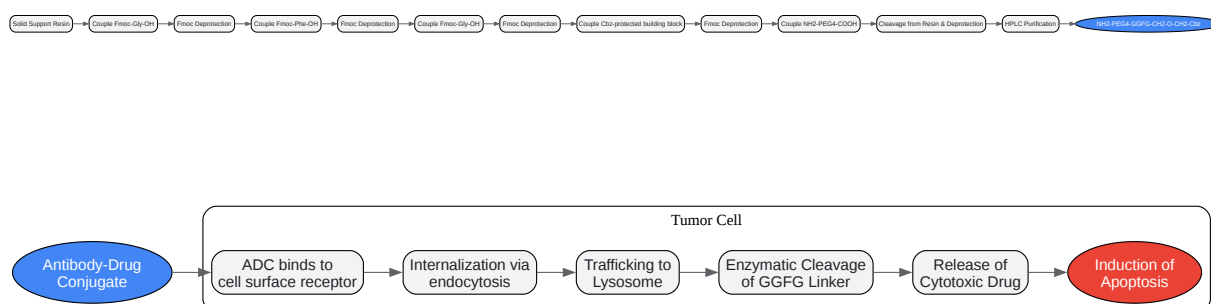 Solid Support Resin
Couple Fmoc-Gly-OH
Fmoc Deprotection
Couple Fmoc-Phe-OH
Fmoc Deprotection
Couple Fmoc-Gly-OH
Fmoc Deprotection
Couple Cbz-protected building block
Fmoc Deprotection
Couple NH2-PEG4-COOH
Cleavage from Resin & Deprotection
HPLC Purification
NH2-PEG4-GGFG-CH2-O-CH2-Cbz
Tumor Cell
Antibody-Drug
Conjugate
ADC binds to
cell surface receptor
Internalization via
endocytosis
Trafficking to
Lysosome
Enzymatic Cleavage
of GGFG Linker
Release of
Cytotoxic Drug
Induction of
Apoptosis